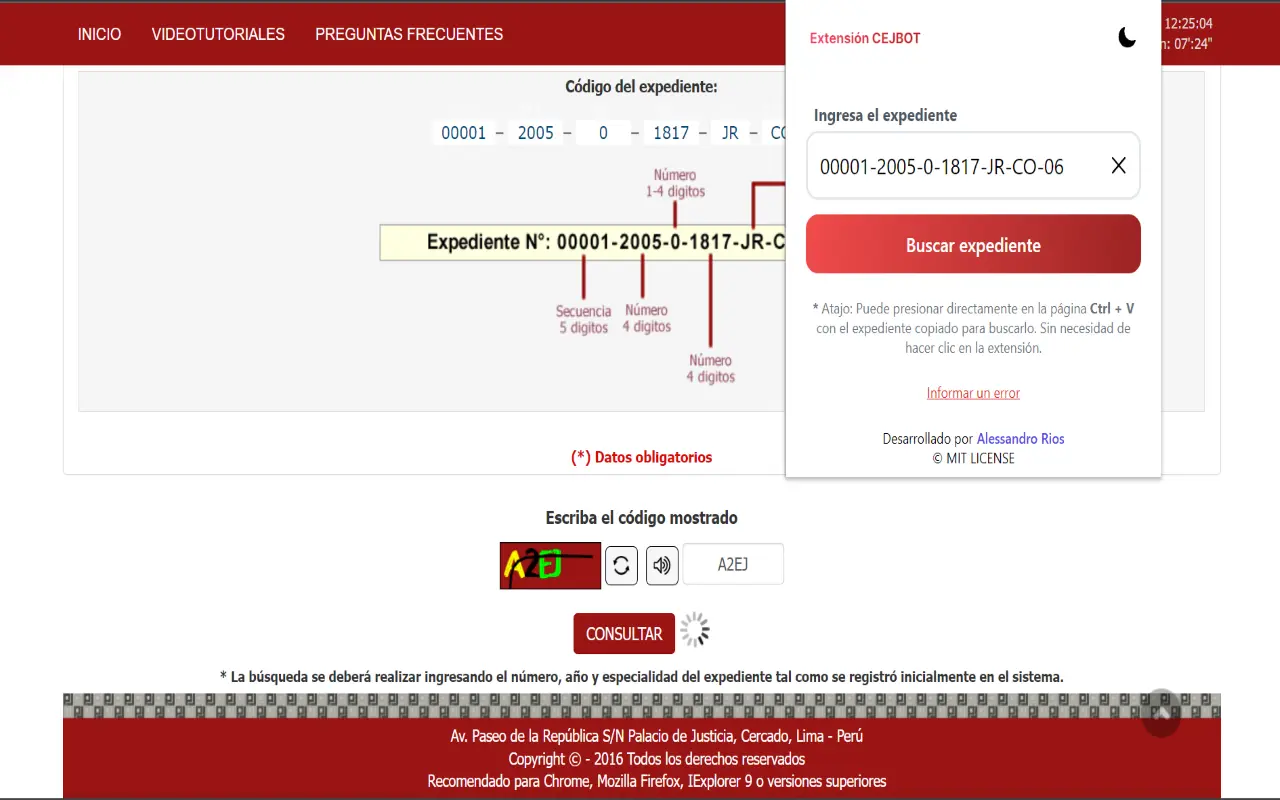 INICIO VIDEOTUTORIALES PREGUNTAS FRECUENTES
12:25:04
n: 07':24"
Código del expediente:
00001 – 2005 – 0 – 1817 – JR – CO
Número
1-4 digitos
Expediente N°: 00001-2005-0-1817-JR-C
Secuencia
5 digitos
Número
4 digitos
Número
4 digitos
(*) Datos obligatorios
Extensión CEJBOT
Ingresa el expediente
00001-2005-0-1817-JR-CO-06
Buscar expediente
* Atajo: Puede presionar directamente en la página Ctrl + V
con el expediente copiado para buscarlo. Sin necesidad de
hacer clic en la extensión.
Informar un error
Desarrollado por Alessandro Rios
© MIT LICENSE
Escriba el código mostrado
A2EJ
A2EJ
CONSULTAR
* La búsqueda se deberá realizar ingresando el número, año y especialidad del expediente tal como se registró inicialmente en el sistema.
Av. Paseo de la República S/N Palacio de Justicia, Cercado, Lima - Perú
Copyright © - 2016 Todos los derechos reservados
Recomendado para Chrome, Mozilla Firefox, IExplorer 9 o versiones superiores